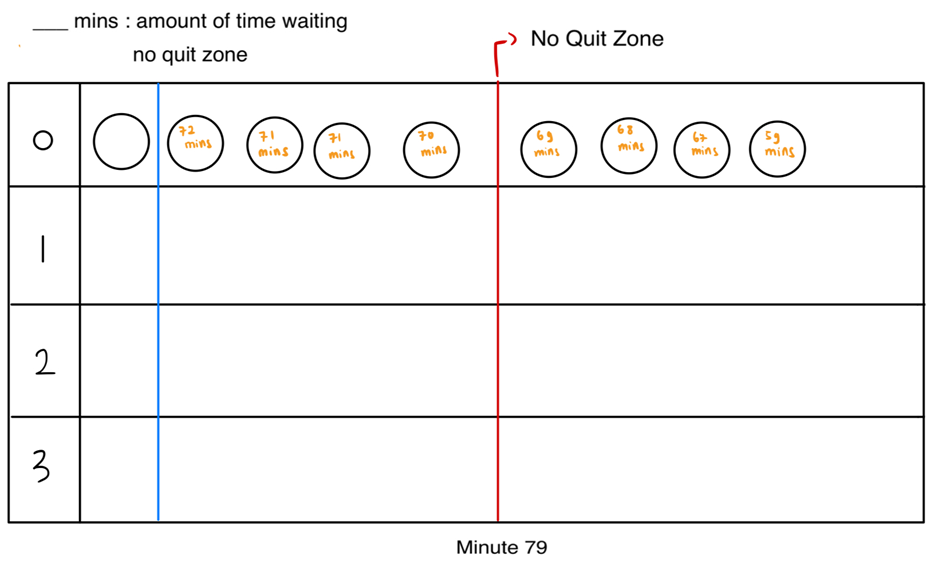 ___ mins : amount of time waiting
no quit zone
No Quit Zone
0
72 mins
71 mins
71 mins
70 mins
69 mins
68 mins
67 mins
59 mins
1
2
3
Minute 79